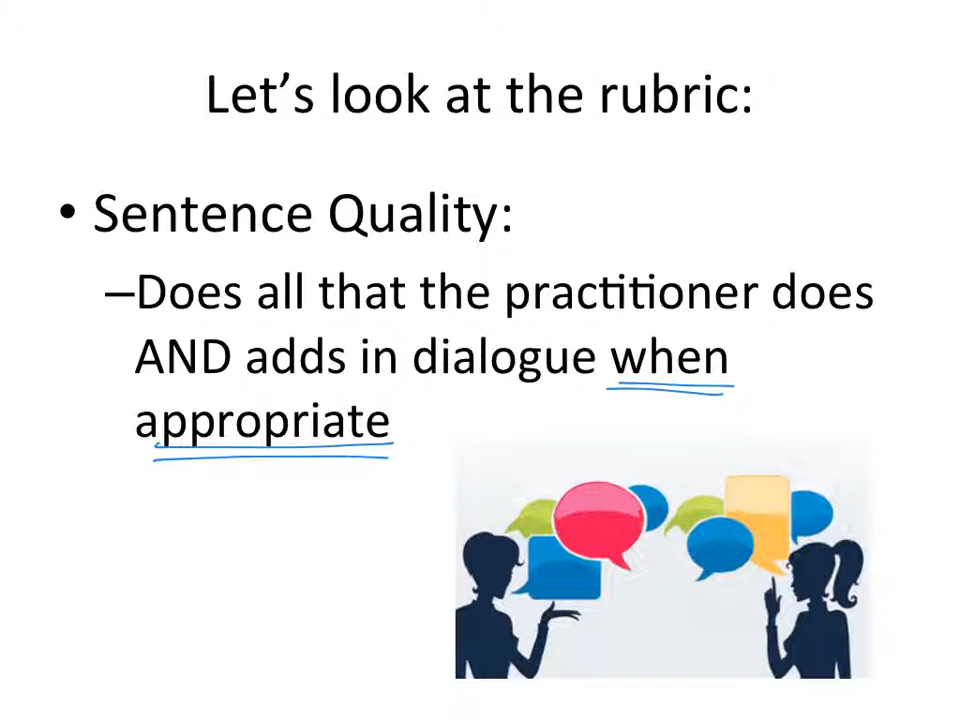 Let's look at the rubric:
• Sentence Quality:
–Does all that the practitioner does
AND adds in dialogue when
appropriate